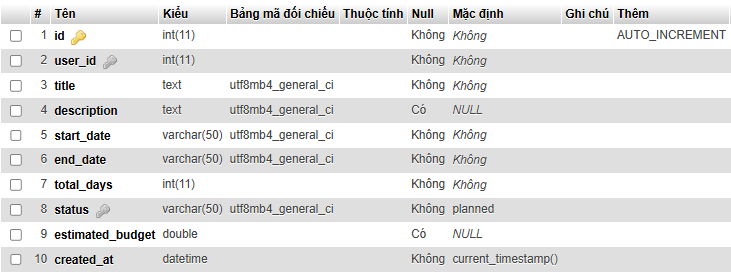 # Tên Kiểu Bảng mã đối chiếu Thuộc tính Null Mặc định Ghi chú Thêm
1 id int(11) Không Không AUTO_INCREMENT
2 user_id int(11) Không Không
3 title text utf8mb4_general_ci Không Không
4 description text utf8mb4_general_ci Có NULL
5 start_date varchar(50) utf8mb4_general_ci Không Không
6 end_date varchar(50) utf8mb4_general_ci Không Không
7 total_days int(11) Không Không
8 status varchar(50) utf8mb4_general_ci Không planned
9 estimated_budget double Có NULL
10 created_at datetime Không current_timestamp()